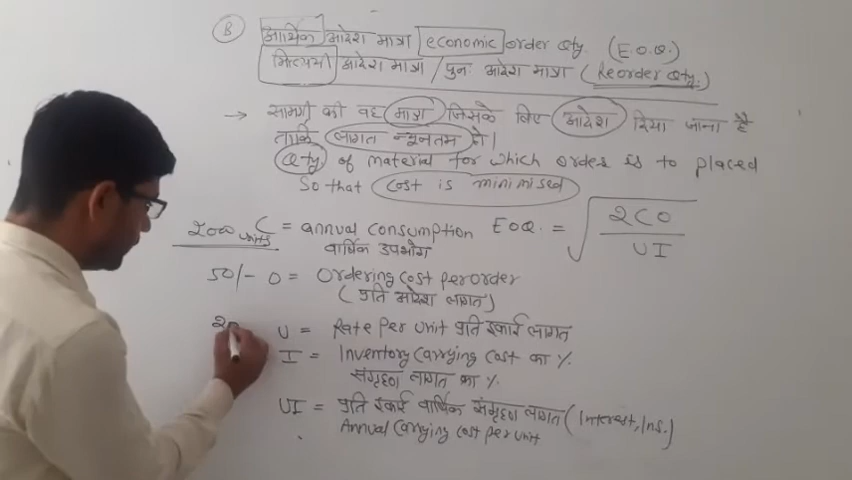 (B) आर्थिक आदेश मात्रा economic order Qty. (E.O.Q.)
मितव्ययी आदेश मात्रा / पुनः आदेश मात्रा (Reorder Qty.)
→ सामग्री की वह मात्रा जिसके लिए आदेश दिया जाता है
ताकि लागत न्यूनतम हो।
Qty of material for which order is to placed
So that cost is minimised
2000 units C = annual consumption E.O.Q. = √2CO/UI
वार्षिक उपभोग
50/- O = Ordering cost per order
(प्रति आदेश लागत)
U = Rate per unit प्रति इकाई लागत
I = Inventory Carrying cost का %
संग्रहण लागत का %
UI = प्रति इकाई वार्षिक संग्रहण लागत (Interest, Ins.)
Annual Carrying cost per unit